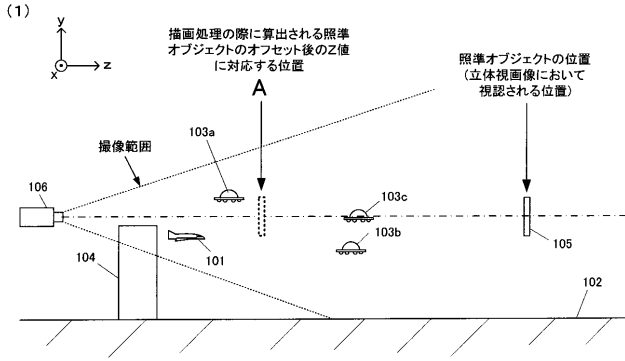 (1)
y
x
z
描画処理の際に算出される照準
オブジェクトのオフセット後のZ値
に対応する位置
A
照準オブジェクトの位置
(立体視画像において
視認される位置)
撮像範囲
103a
106
103c
104
101
103b
105
102